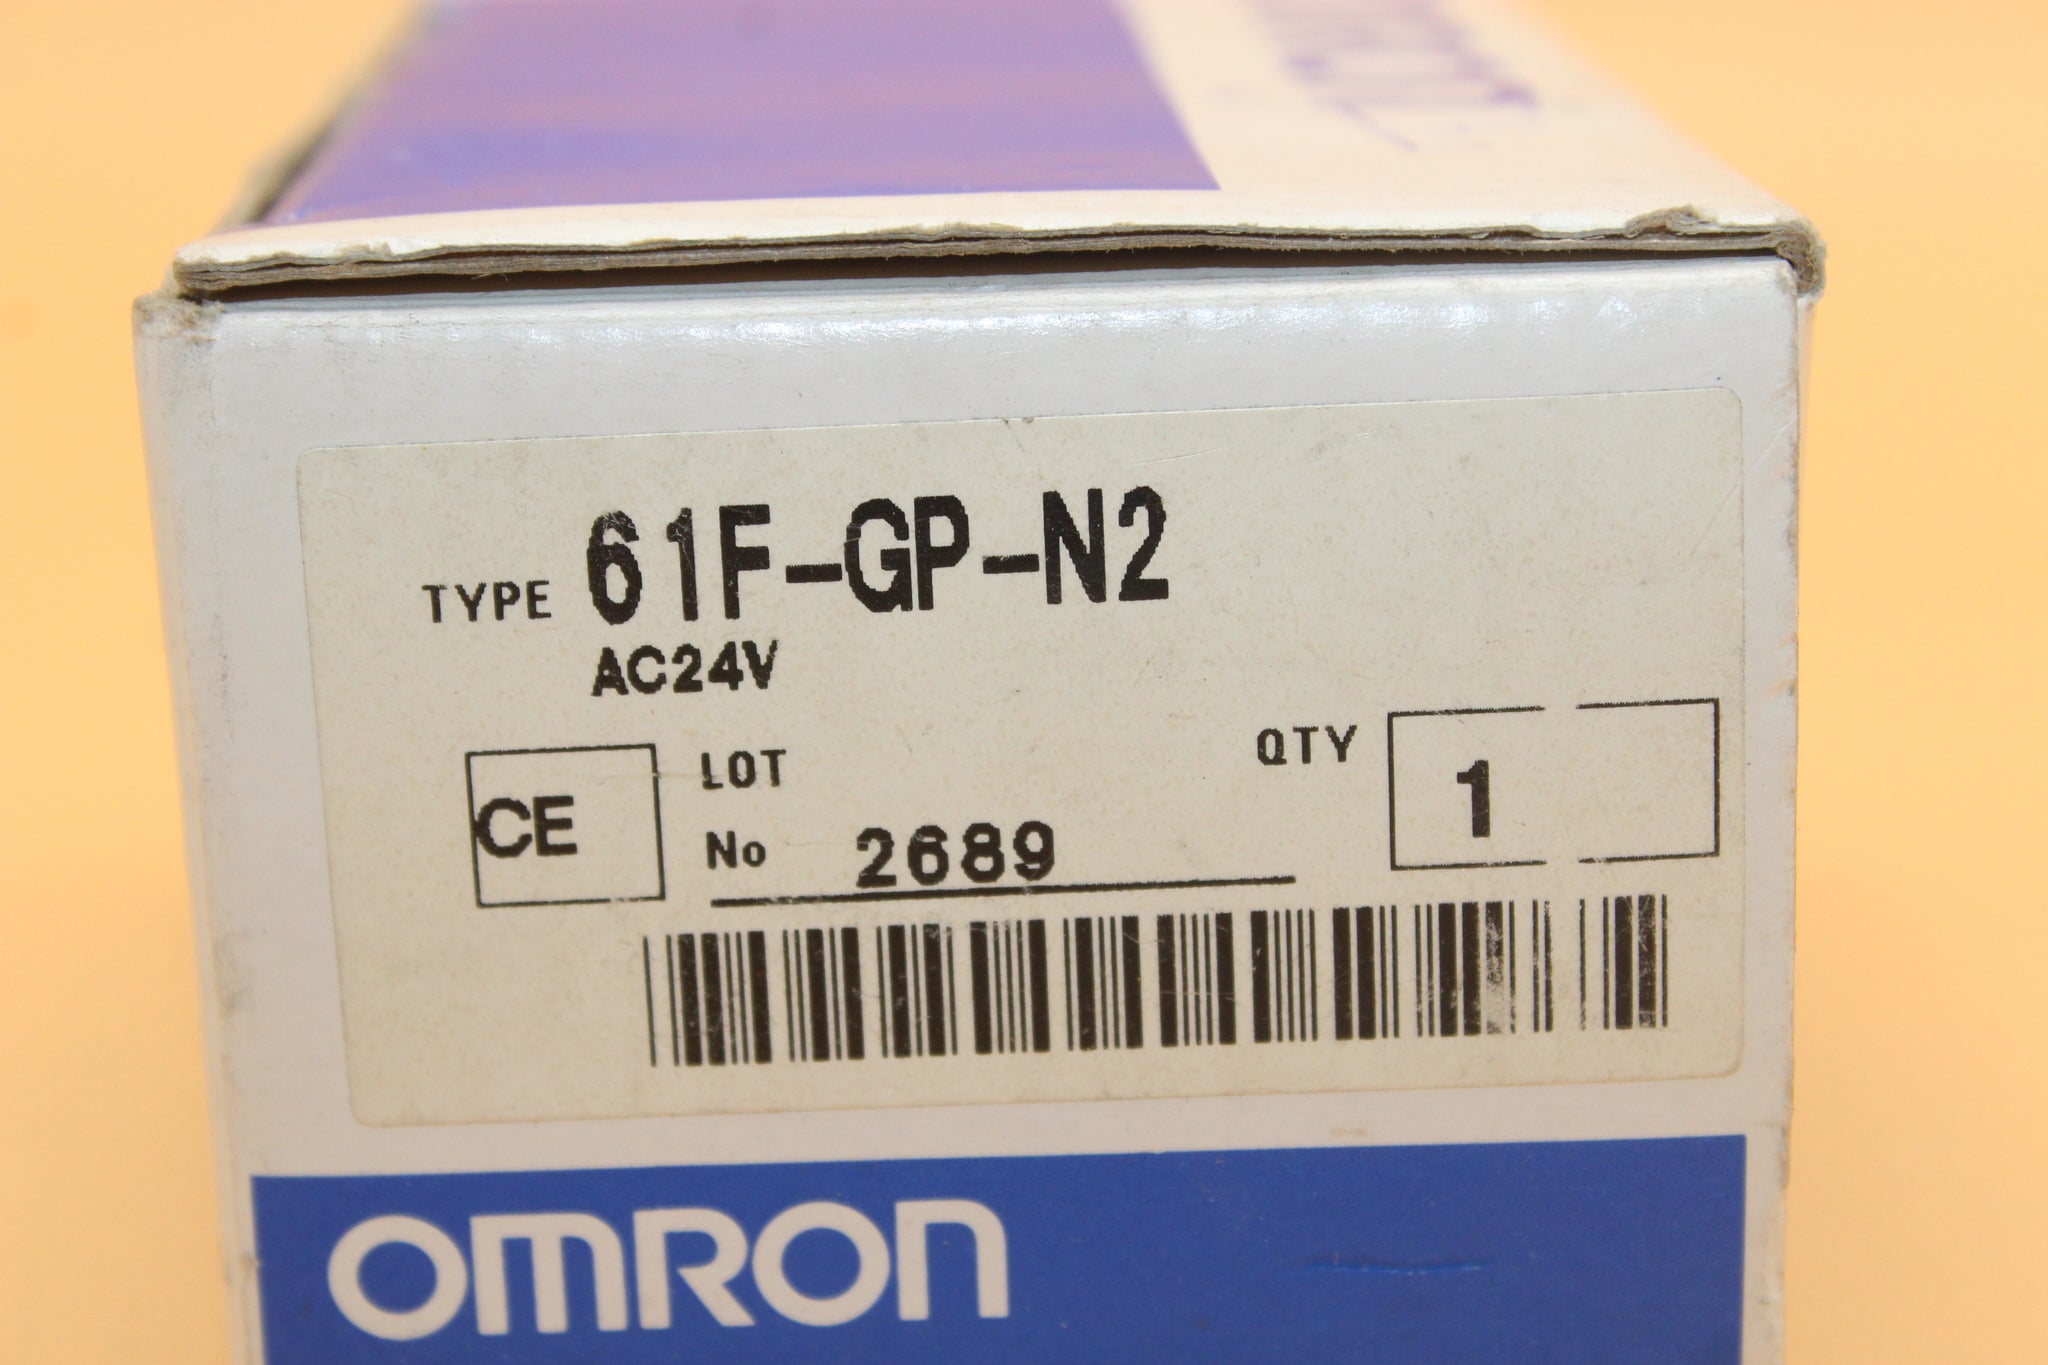 TYPE 61F-GP-N2
AC24V
CE
LOT
No 2689
QTY 1
OMRON